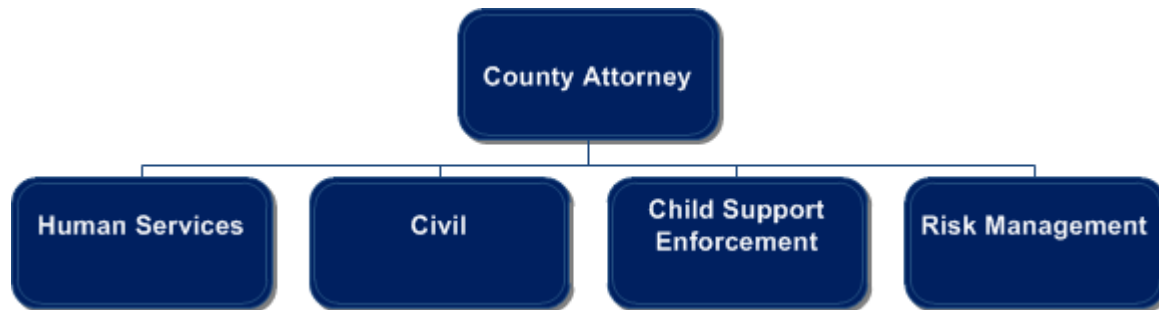 County Attorney
Human Services
Civil
Child Support
Enforcement
Risk Management